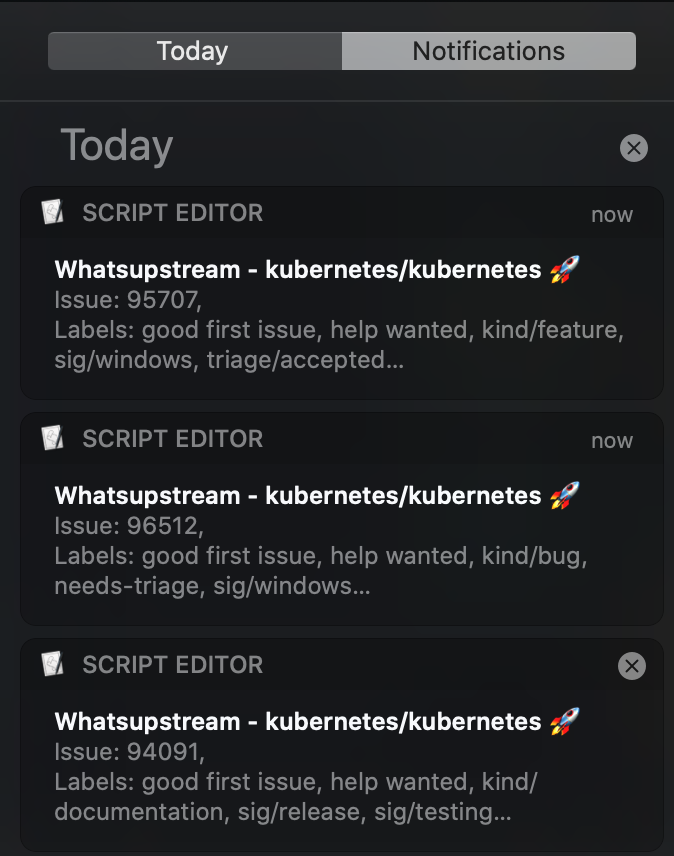 Today
Notifications
Today
SCRIPT EDITOR
now
Whatsupstream - kubernetes/kubernetes 🚀
Issue: 95707,
Labels: good first issue, help wanted, kind/feature,
sig/windows, triage/accepted...
SCRIPT EDITOR
now
Whatsupstream - kubernetes/kubernetes 🚀
Issue: 96512,
Labels: good first issue, help wanted, kind/bug,
needs-triage, sig/windows...
SCRIPT EDITOR
Whatsupstream - kubernetes/kubernetes 🚀
Issue: 94091,
Labels: good first issue, help wanted, kind/
documentation, sig/release, sig/testing...